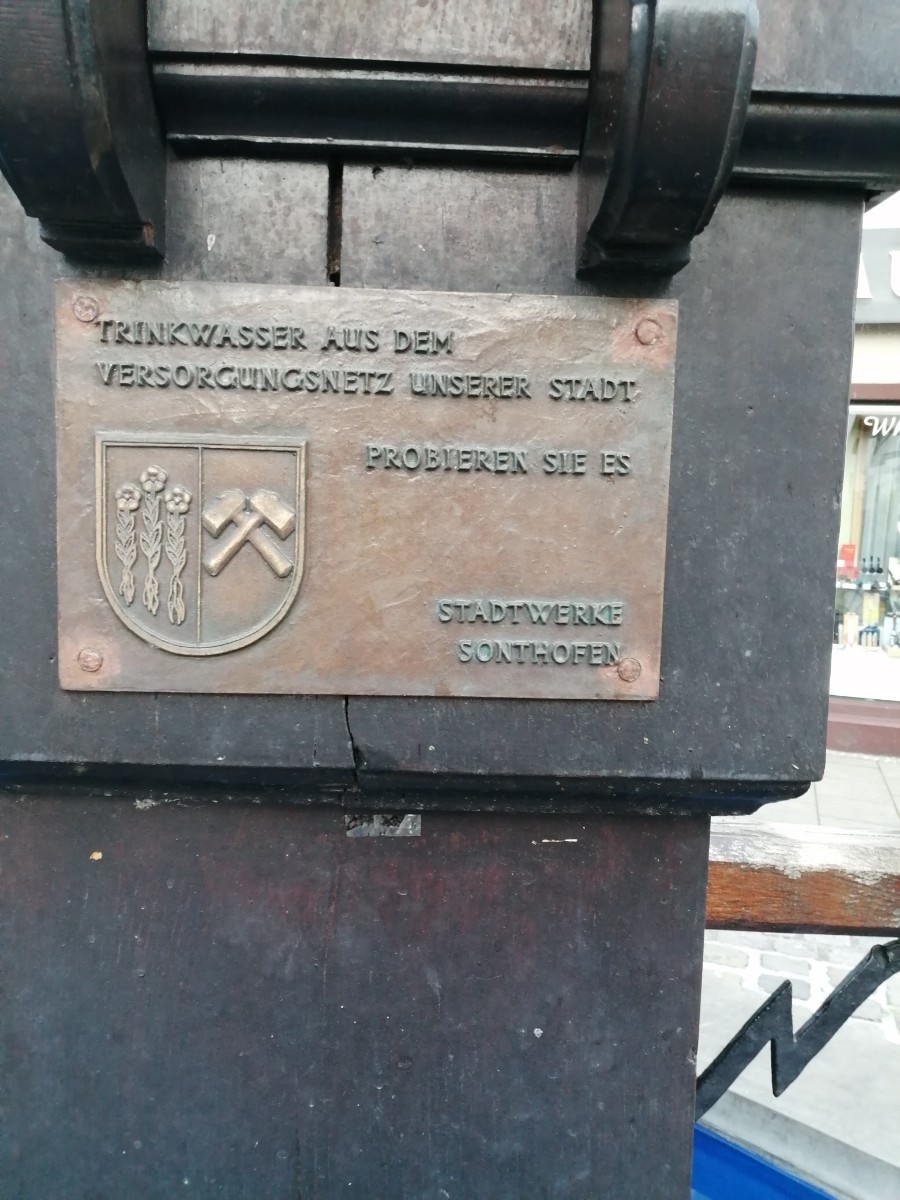 TRINKWASSER AUS DEM
VERSORGUNGSNETZ UNSERER STADT
PROBIEREN SIE ES
STADTWERKE
SONTHOFEN